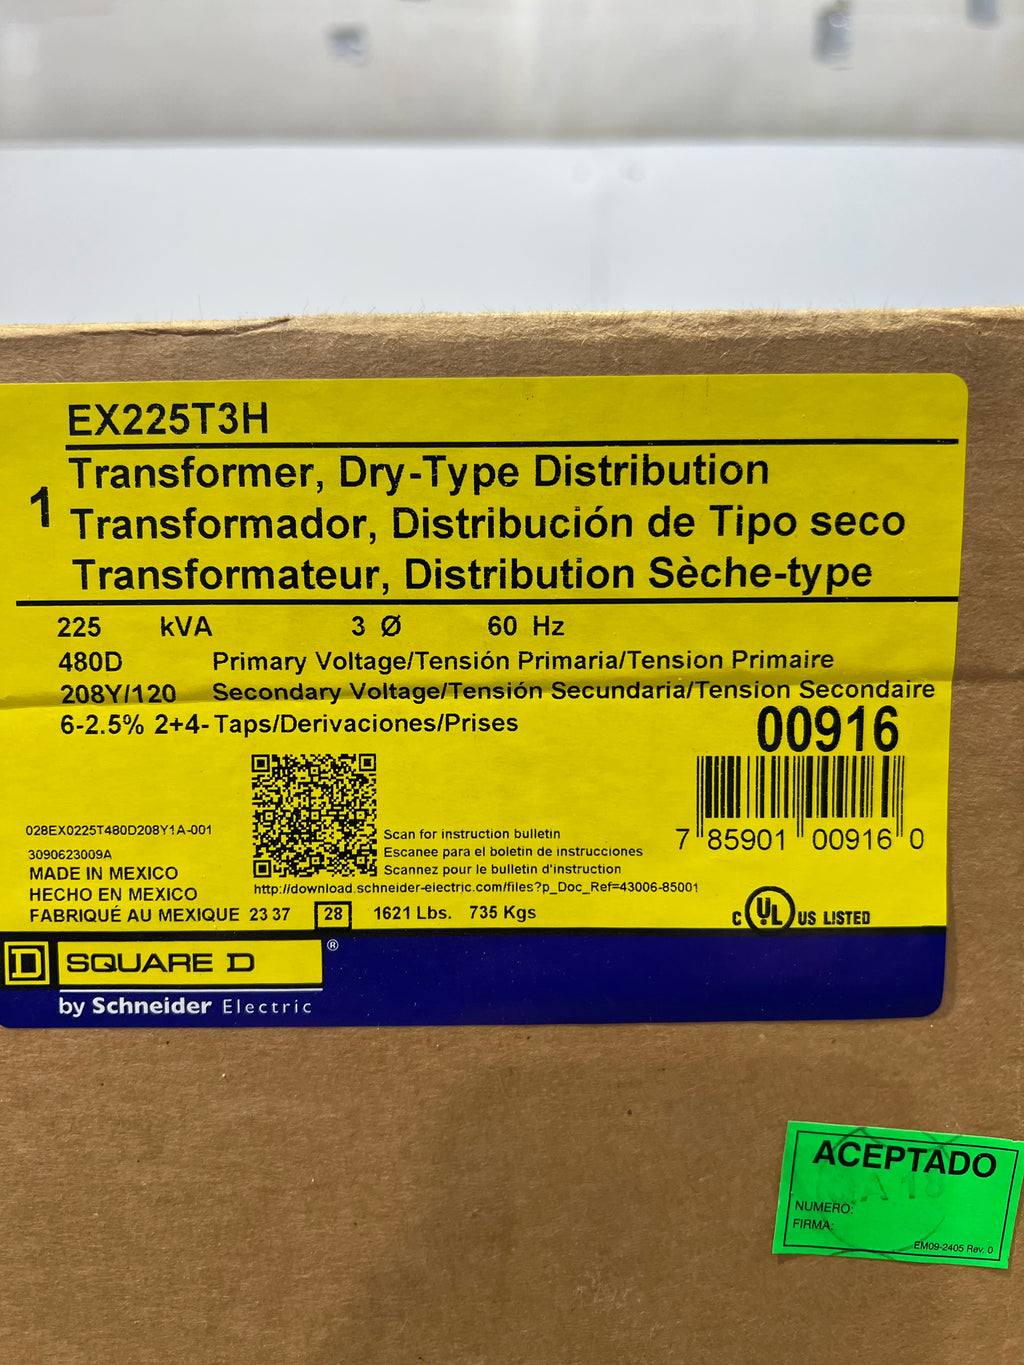 EX225T3H
1
Transformer, Dry-Type Distribution
Transformador, Distribución de Tipo seco
Transformateur, Distribution Sèche-type
225 kVA 3 Ø 60 Hz
480D Primary Voltage/Tensión Primaria/Tension Primaire
208Y/120 Secondary Voltage/Tensión Secundaria/Tension Secondaire
6-2.5% 2+4- Taps/Derivaciones/Prises
00916
7 85901 00916 0
028EX0225T480D208Y1A-001
3090623009A
Scan for instruction bulletin
Escanee para el boletin de instrucciones
Scannez pour le bulletin d'instruction
http://download.schneider-electric.com/files?p_Doc_Ref=43006-85001
MADE IN MEXICO
HECHO EN MEXICO
FABRIQUÉ AU MEXIQUE 23 37 28 1621 Lbs. 735 Kgs
C UL US LISTED
D SQUARE D ®
by Schneider Electric
ACEPTADO
NUMERO:
FIRMA:
EM09-2405 Rev. 0